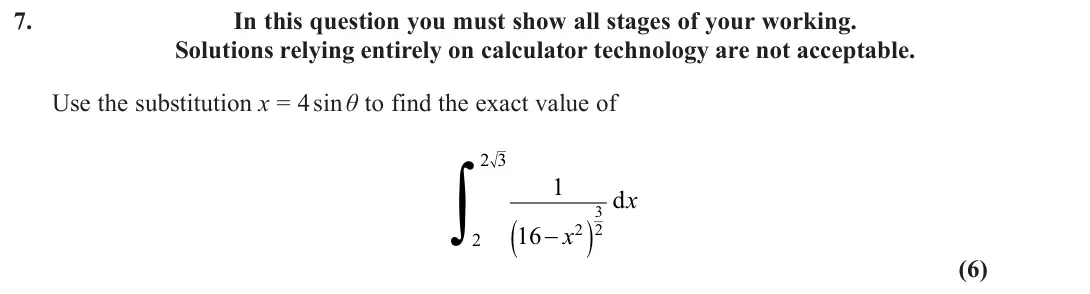 7. In this question you must show all stages of your working.
Solutions relying entirely on calculator technology are not acceptable.
Use the substitution x = 4 sin θ to find the exact value of
∫₂^{2√3} 1/(16 – x²)^{3/2} dx
(6)